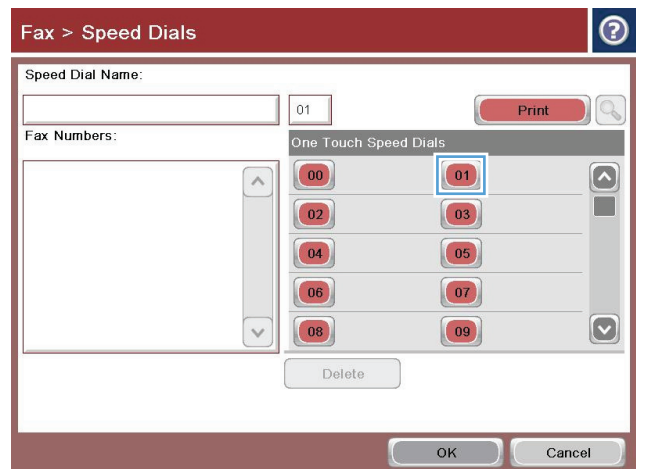 Fax > Speed Dials
?
Speed Dial Name:
01
Print
Fax Numbers:
One Touch Speed Dials
00 01
02 03
04 05
06 07
08 09
Delete
OK Cancel